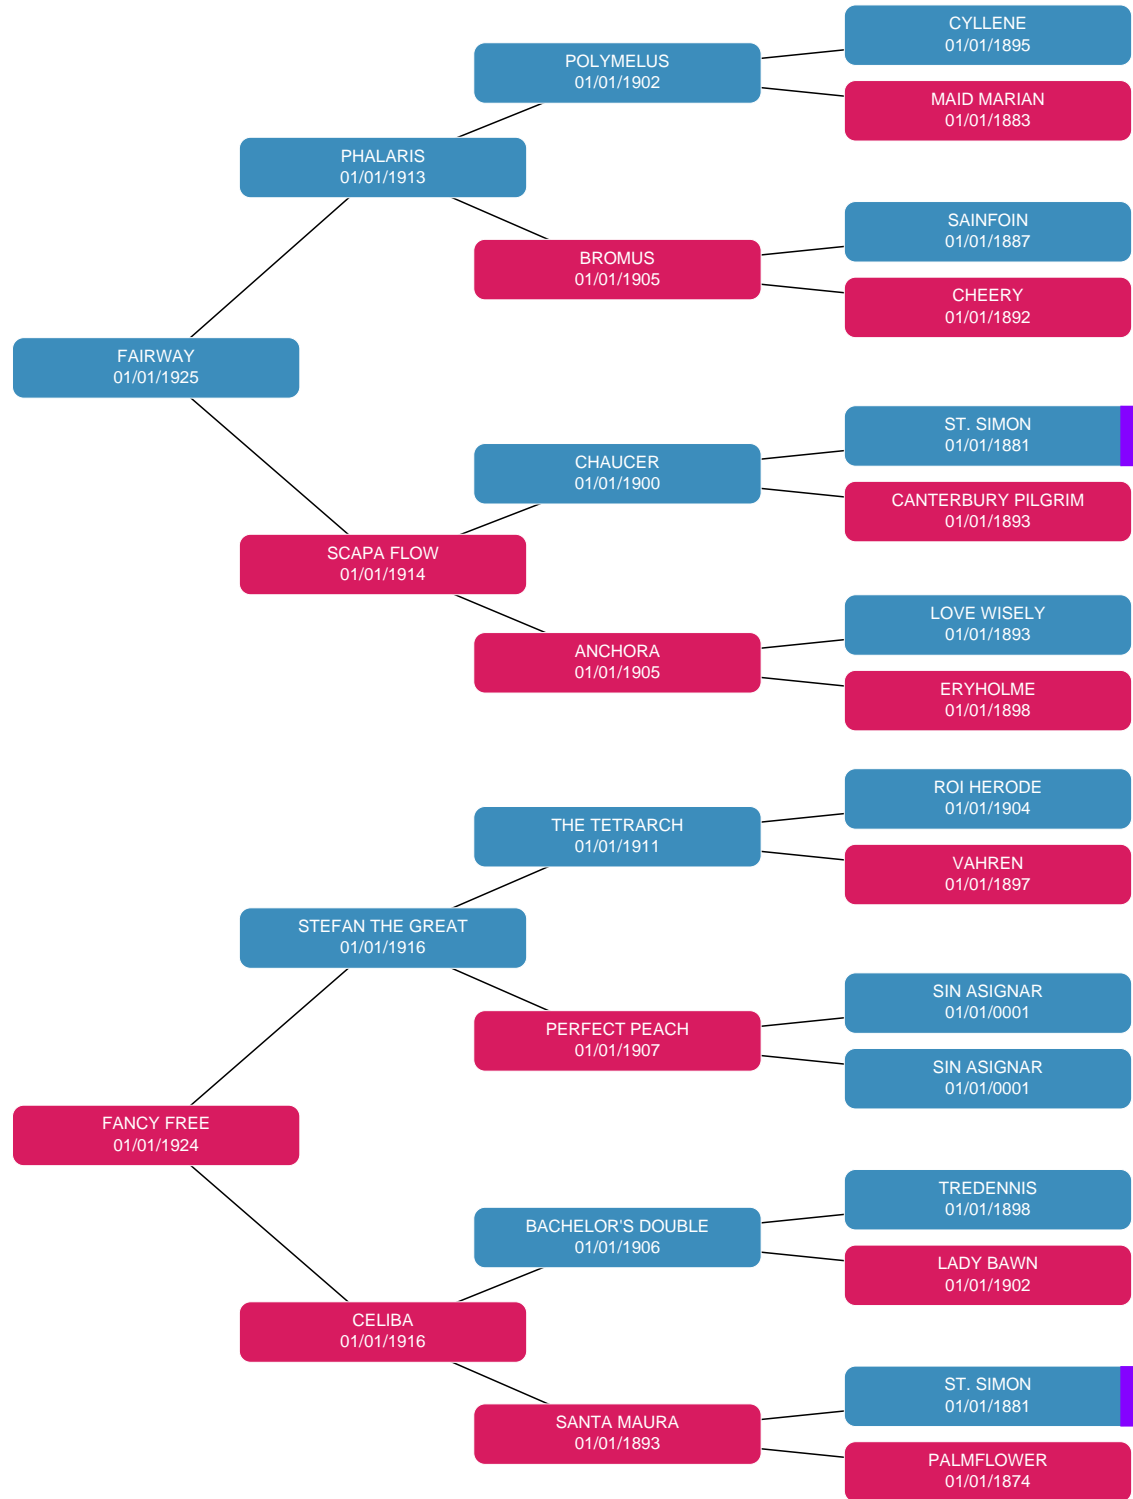 CYLLENE
01/01/1895
POLYMELUS
01/01/1902
MAID MARIAN
01/01/1883
PHALARIS
01/01/1913
SAINFOIN
01/01/1887
BROMUS
01/01/1905
CHEERY
01/01/1892
FAIRWAY
01/01/1925
ST. SIMON
01/01/1881
CHAUCER
01/01/1900
CANTERBURY PILGRIM
01/01/1893
SCAPA FLOW
01/01/1914
LOVE WISELY
01/01/1893
ANCHORA
01/01/1905
ERYHOLME
01/01/1898
ROI HERODE
01/01/1904
THE TETRARCH
01/01/1911
VAHREN
01/01/1897
STEFAN THE GREAT
01/01/1916
SIN ASIGNAR
01/01/0001
PERFECT PEACH
01/01/1907
SIN ASIGNAR
01/01/0001
FANCY FREE
01/01/1924
TREDENNIS
01/01/1898
BACHELOR'S DOUBLE
01/01/1906
LADY BAWN
01/01/1902
CELIBA
01/01/1916
ST. SIMON
01/01/1881
SANTA MAURA
01/01/1893
PALMFLOWER
01/01/1874